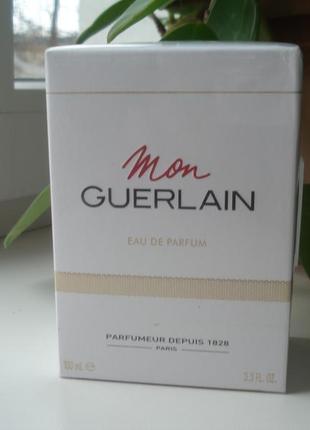 Mon
GUERLAIN
EAU DE PARFUM
PARFUMEUR DEPUIS 1828
PARIS
100 mL ℮ 3.3 FL. OZ.